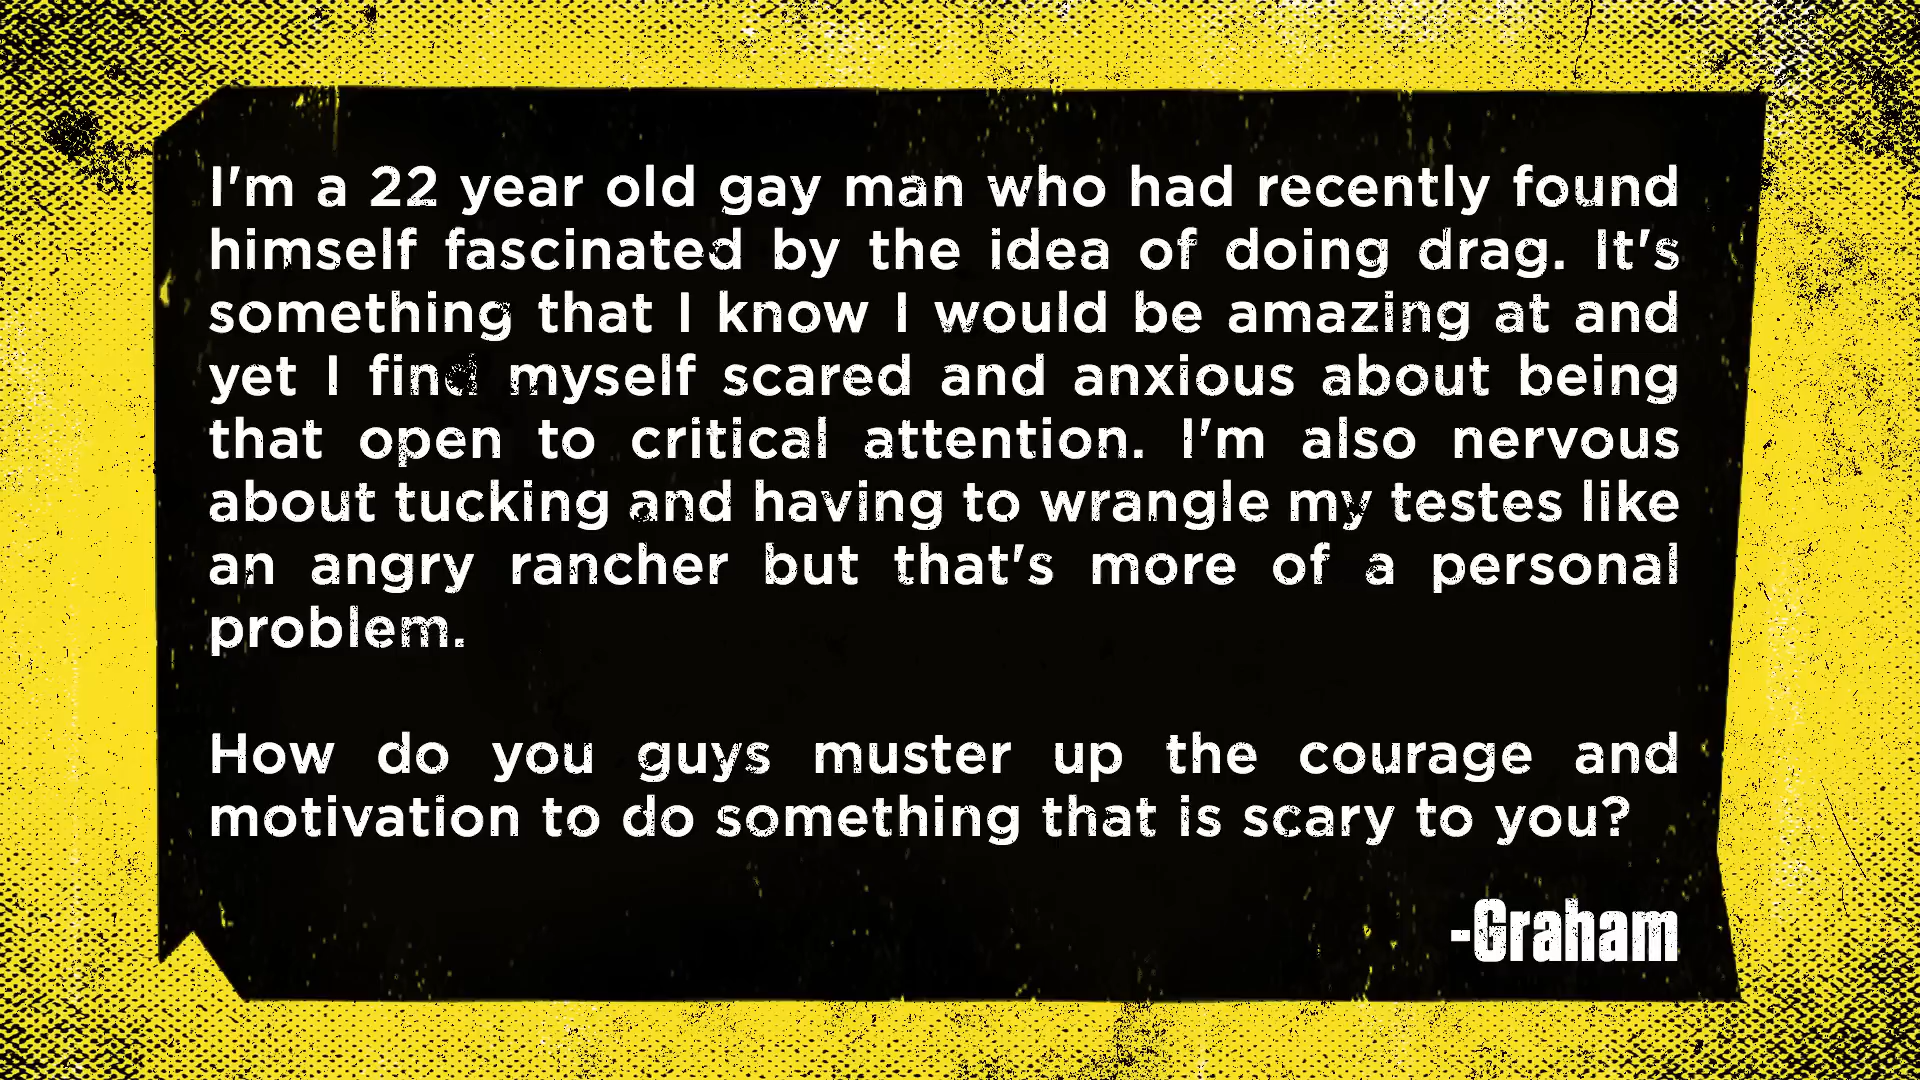 I'm a 22 year old gay man who had recently found
himself fascinated by the idea of doing drag. It's
something that I know I would be amazing at and
yet I find myself scared and anxious about being
that open to critical attention. I'm also nervous
about tucking and having to wrangle my testes like
an angry rancher but that's more of a personal
problem.
How do you guys muster up the courage and
motivation to do something that is scary to you?
-Graham